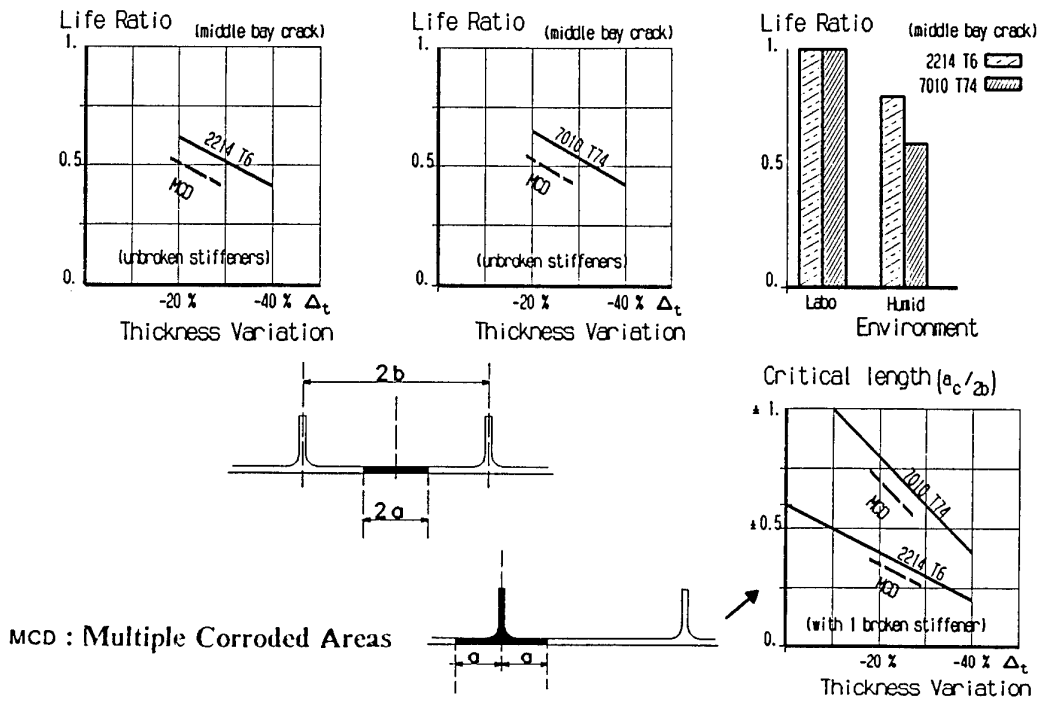 Life Ratio
(middle bay crack)
1.
0.5
0.
2214 T6
MCD
(unbroken stiffeners)
-20 % -40 % Δt
Thickness Variation
Life Ratio
(middle bay crack)
1.
0.5
0.
7010 T74
MCD
(unbroken stiffeners)
-20 % -40 % Δt
Thickness Variation
Life Ratio
(middle bay crack)
2214 T6
7010 T74
1.
0.5
0.
Labo Humid
Environment
2b
2a
Critical length (ac/2b)
± 1.
± 0.5
0.
7010 T74
MCD
2214 T6
MCD
(with 1 broken stiffener)
-20 % -40 % Δt
Thickness Variation
MCD : Multiple Corroded Areas
a a